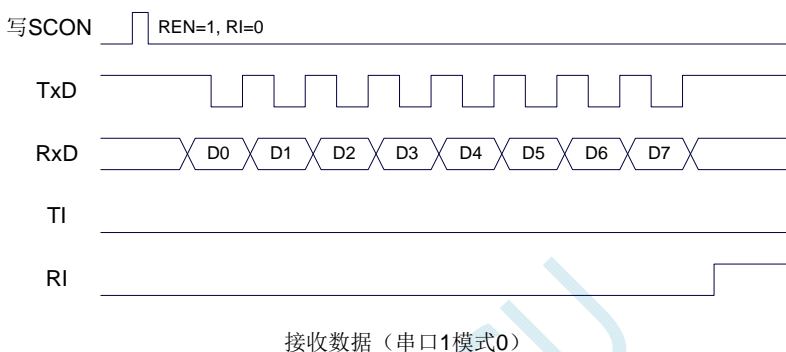 写SCON REN=1, RI=0
TxD
RxD D0 D1 D2 D3 D4 D5 D6 D7
TI
RI
接收数据（串口1模式0）